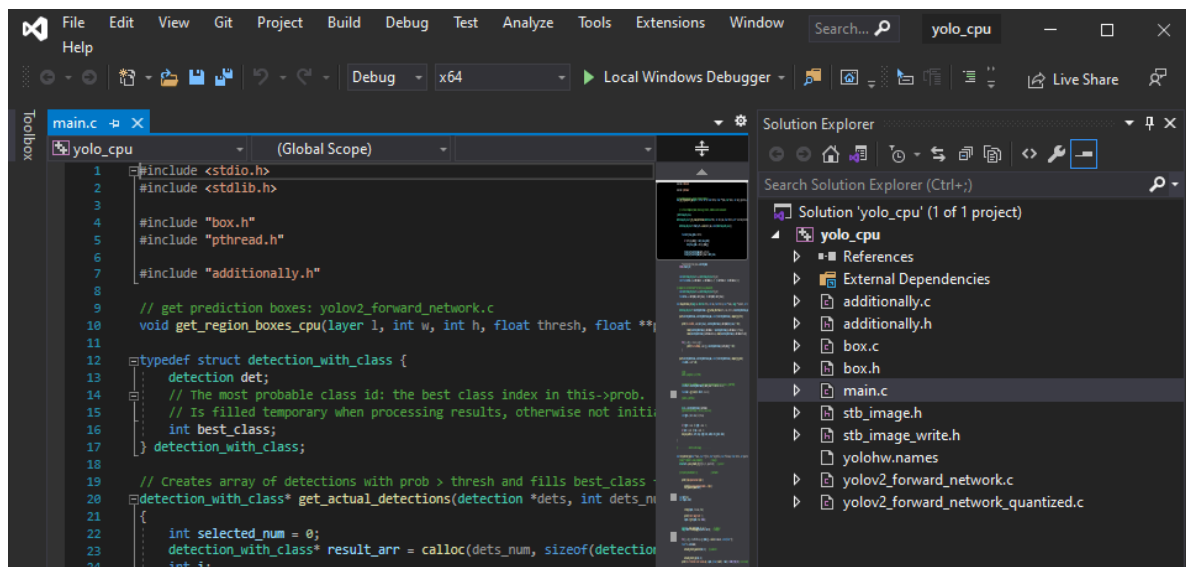 File Edit View Git Project Build Debug Test Analyze Tools Extensions Window Search... yolo_cpu
Help
Debug x64 Local Windows Debugger Live Share
Toolbox
main.c
yolo_cpu (Global Scope)
1 #include <stdio.h>
2 #include <stdlib.h>
3
4 #include "box.h"
5 #include "pthread.h"
6
7 #include "additionally.h"
8
9 // get prediction boxes: yolov2_forward_network.c
10 void get_region_boxes_cpu(layer l, int w, int h, float thresh, float **
11
12 typedef struct detection_with_class {
13 detection det;
14 // The most probable class id: the best class index in this->prob.
15 // Is filled temporary when processing results, otherwise not initi
16 int best_class;
17 } detection_with_class;
18
19 // Creates array of detections with prob > thresh and fills best_class
20 detection_with_class* get_actual_detections(detection *dets, int dets_nu
21 {
22 int selected_num = 0;
23 detection_with_class* result_arr = calloc(dets_num, sizeof(detection
24 int i;
Solution Explorer
Search Solution Explorer (Ctrl+;)
Solution 'yolo_cpu' (1 of 1 project)
yolo_cpu
References
External Dependencies
additionally.c
additionally.h
box.c
box.h
main.c
stb_image.h
stb_image_write.h
yolohw.names
yolov2_forward_network.c
yolov2_forward_network_quantized.c